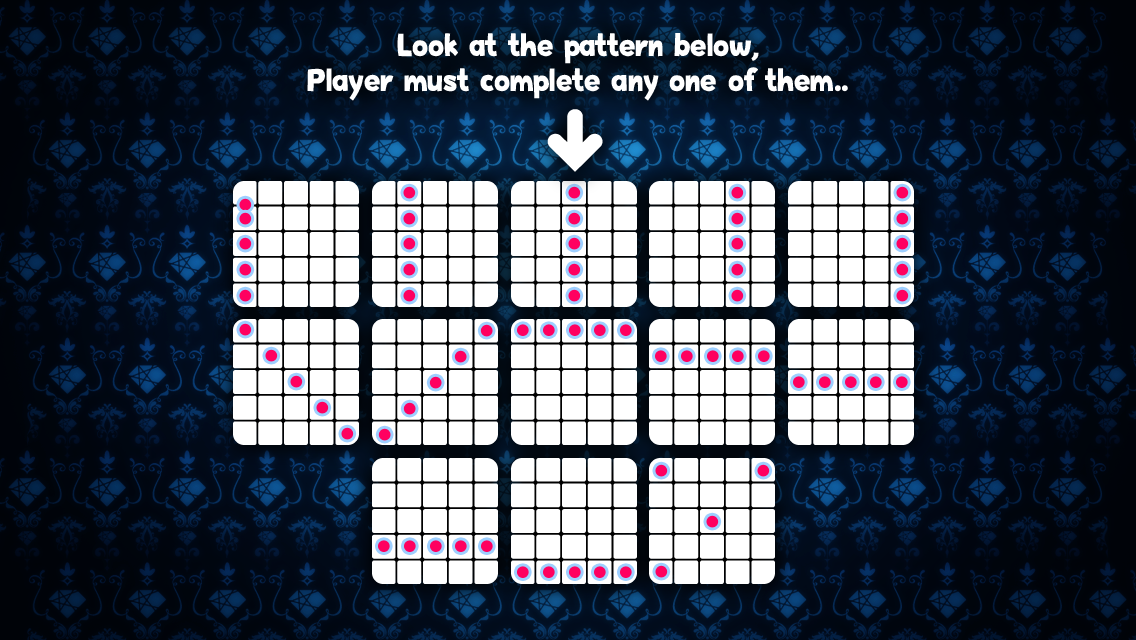 Look at the pattern below,
Player must complete any one of them..